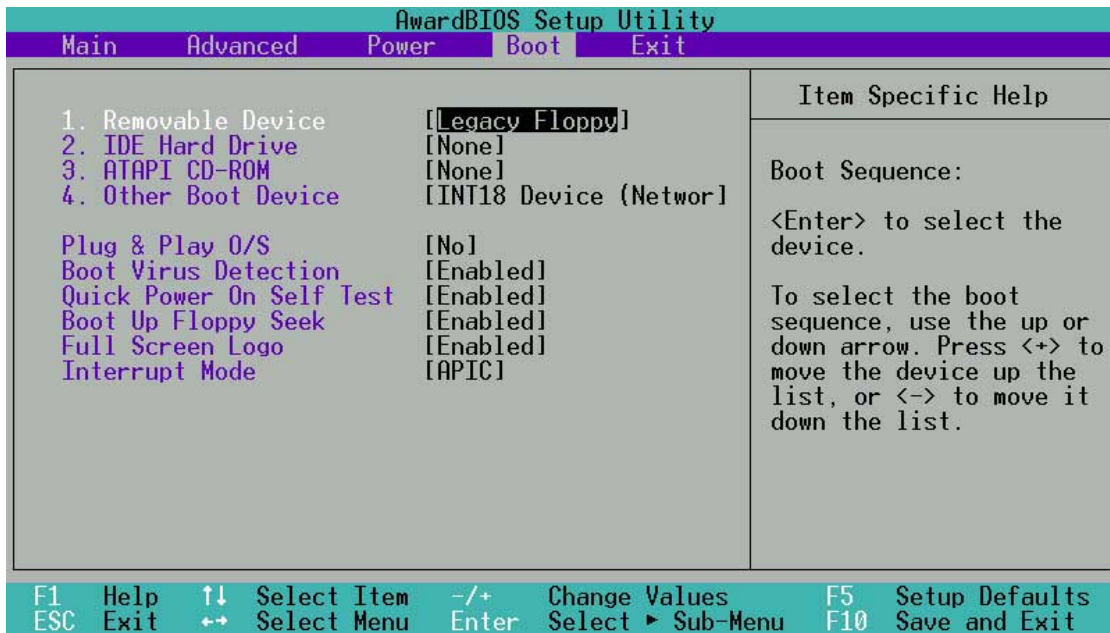 AwardBIOS Setup Utility
Main Advanced Power Boot Exit
1. Removable Device [Legacy Floppy]
2. IDE Hard Drive [None]
3. ATAPI CD-ROM [None]
4. Other Boot Device [INT18 Device (Networ]
Plug & Play O/S [No]
Boot Virus Detection [Enabled]
Quick Power On Self Test [Enabled]
Boot Up Floppy Seek [Enabled]
Full Screen Logo [Enabled]
Interrupt Mode [APIC]
Item Specific Help
Boot Sequence:
<Enter> to select the
device.
To select the boot
sequence, use the up or
down arrow. Press <+> to
move the device up the
list, or <-> to move it
down the list.
F1 Help ↑↓ Select Item -/+ Change Values F5 Setup Defaults
ESC Exit ←→ Select Menu Enter Select ► Sub-Menu F10 Save and Exit